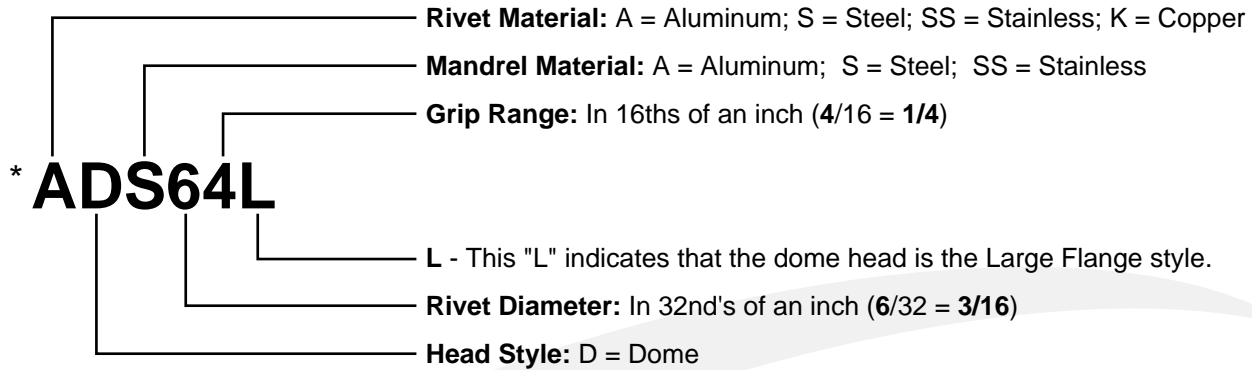 Rivet Material: A = Aluminum; S = Steel; SS = Stainless; K = Copper
Mandrel Material: A = Aluminum; S = Steel; SS = Stainless
Grip Range: In 16ths of an inch (4/16 = 1/4)
* ADS64L
L - This "L" indicates that the dome head is the Large Flange style.
Rivet Diameter: In 32nd's of an inch (6/32 = 3/16)
Head Style: D = Dome